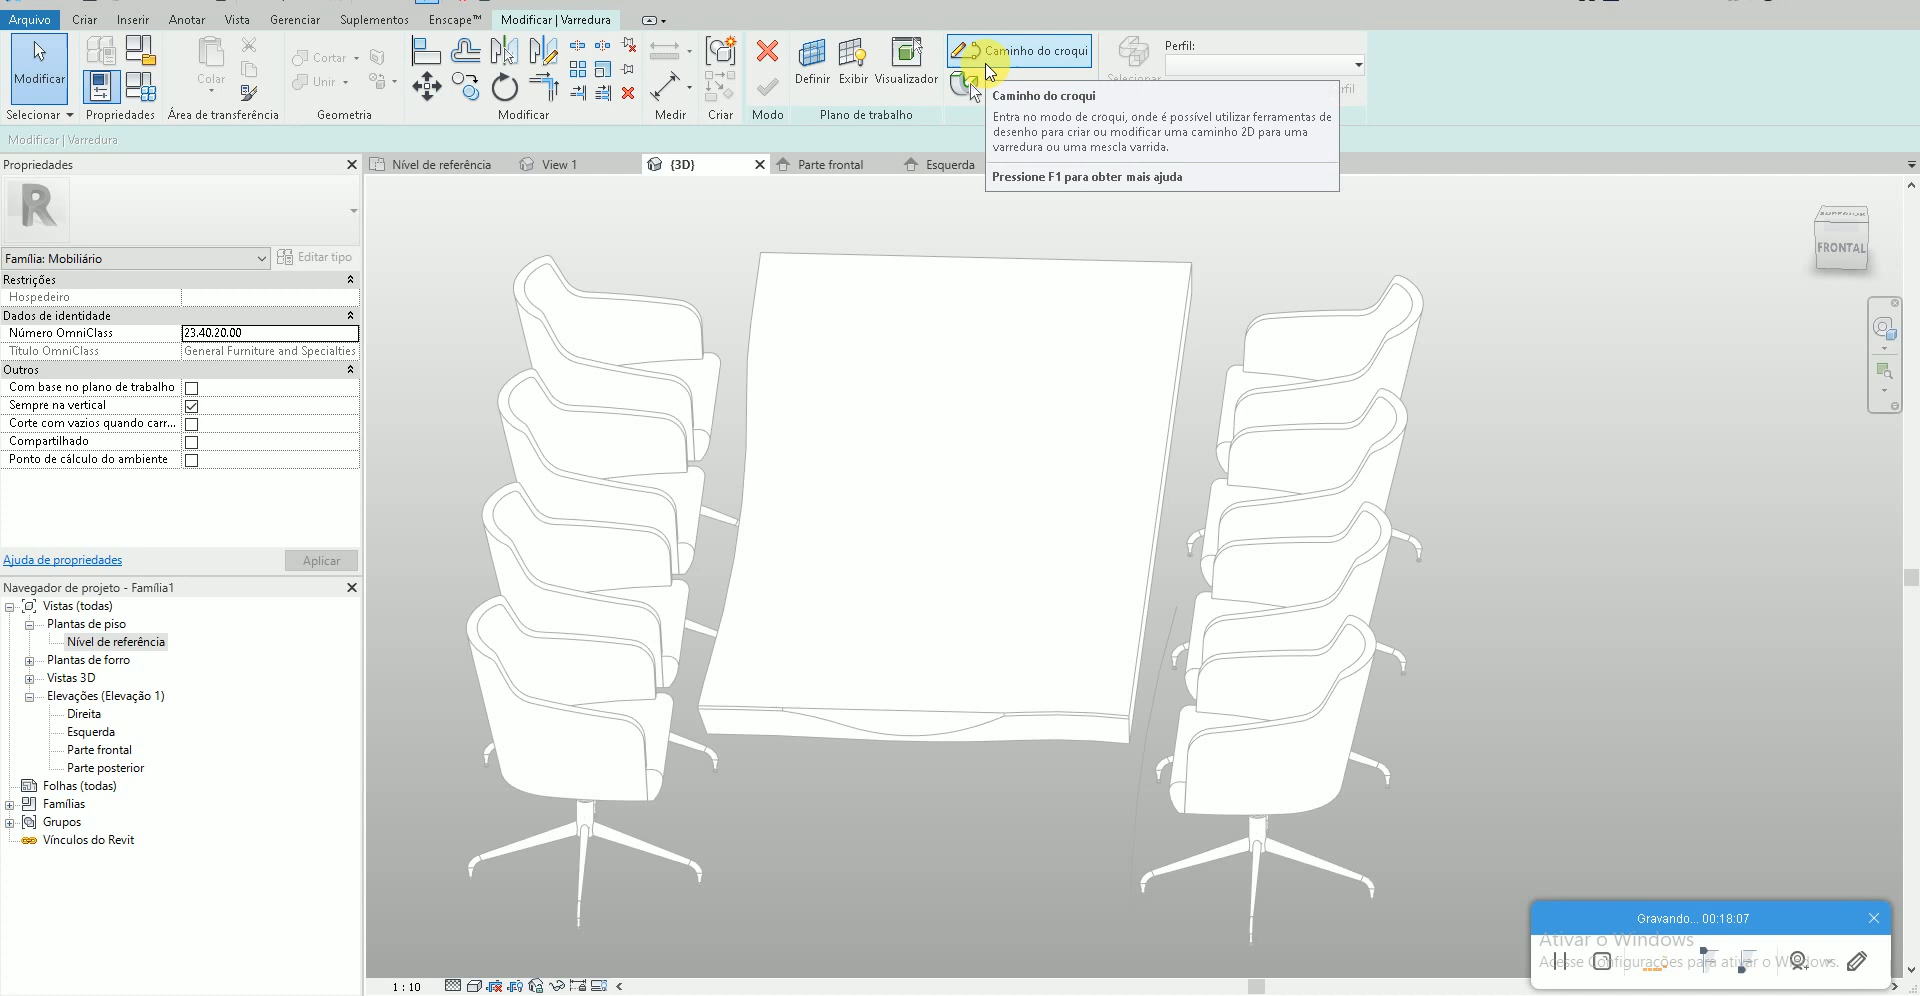 Arquivo Criar Inserir Anotar Vista Gerenciar Suplementos Enscape™ Modificar | Varredura
Modificar
Colar
Cortar
Unir
Definir Exibir Visualizador
Caminho do croqui
Perfil:
Selecionar Propriedades Área de transferência Geometria Modificar Medir Criar Modo Plano de trabalho
Caminho do croqui
Entra no modo de croqui, onde é possível utilizar ferramentas de
desenho para criar ou modificar uma caminho 2D para uma
varredura ou uma mescla varrida.
Pressione F1 para obter mais ajuda
Modificar | Varredura
Propriedades
Nível de referência View 1 {3D} Parte frontal Esquerda
R
Família: Mobiliário
Editar tipo
Restrições
Hospedeiro
Dados de identidade
Número OmniClass 23.40.20.00
Título OmniClass General Furniture and Specialties
Outros
Com base no plano de trabalho
Sempre na vertical
Corte com vazios quando carr...
Compartilhado
Ponto de cálculo do ambiente
Ajuda de propriedades
Aplicar
Navegador de projeto - Família1
Vistas (todas)
Plantas de piso
Nível de referência
Plantas de forro
Vistas 3D
Elevações (Elevação 1)
Direita
Esquerda
Parte frontal
Parte posterior
Folhas (todas)
Famílias
Grupos
Vínculos do Revit
SUPERIOR
FRONTAL
1 : 10
Gravando... 00:18:07
Ativar o Windows
Acesse Configurações para ativar o Windows.